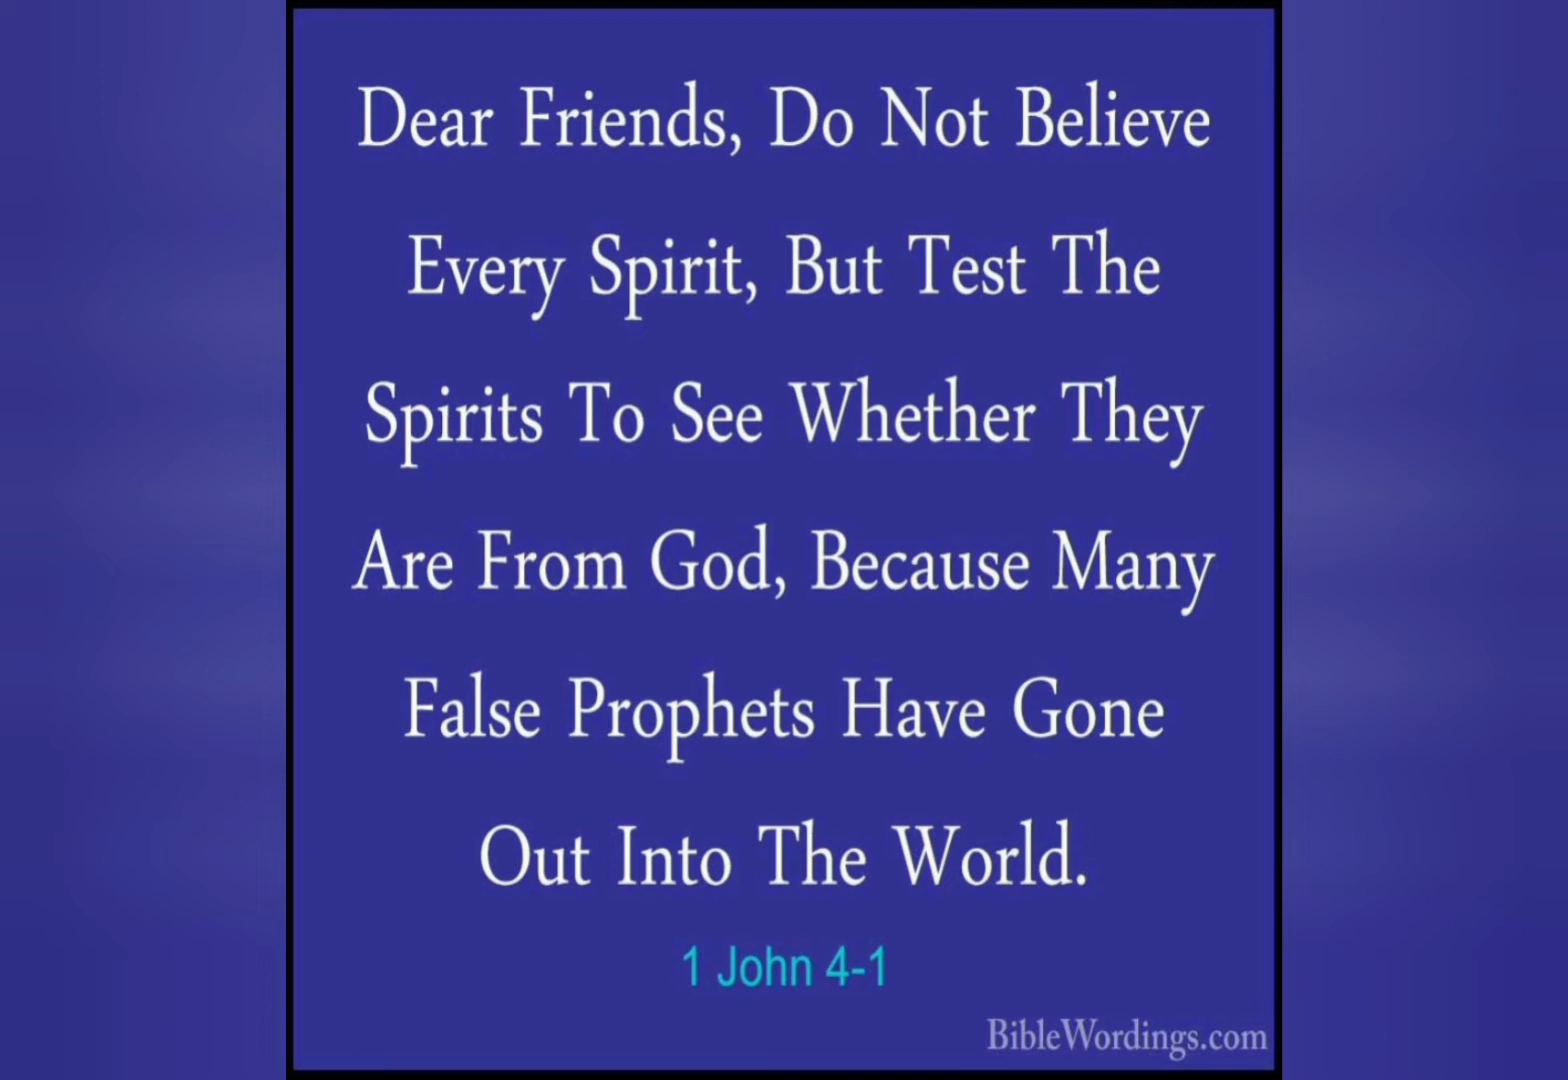 Dear Friends, Do Not Believe
Every Spirit, But Test The
Spirits To See Whether They
Are From God, Because Many
False Prophets Have Gone
Out Into The World.
1 John 4-1
BibleWordings.com